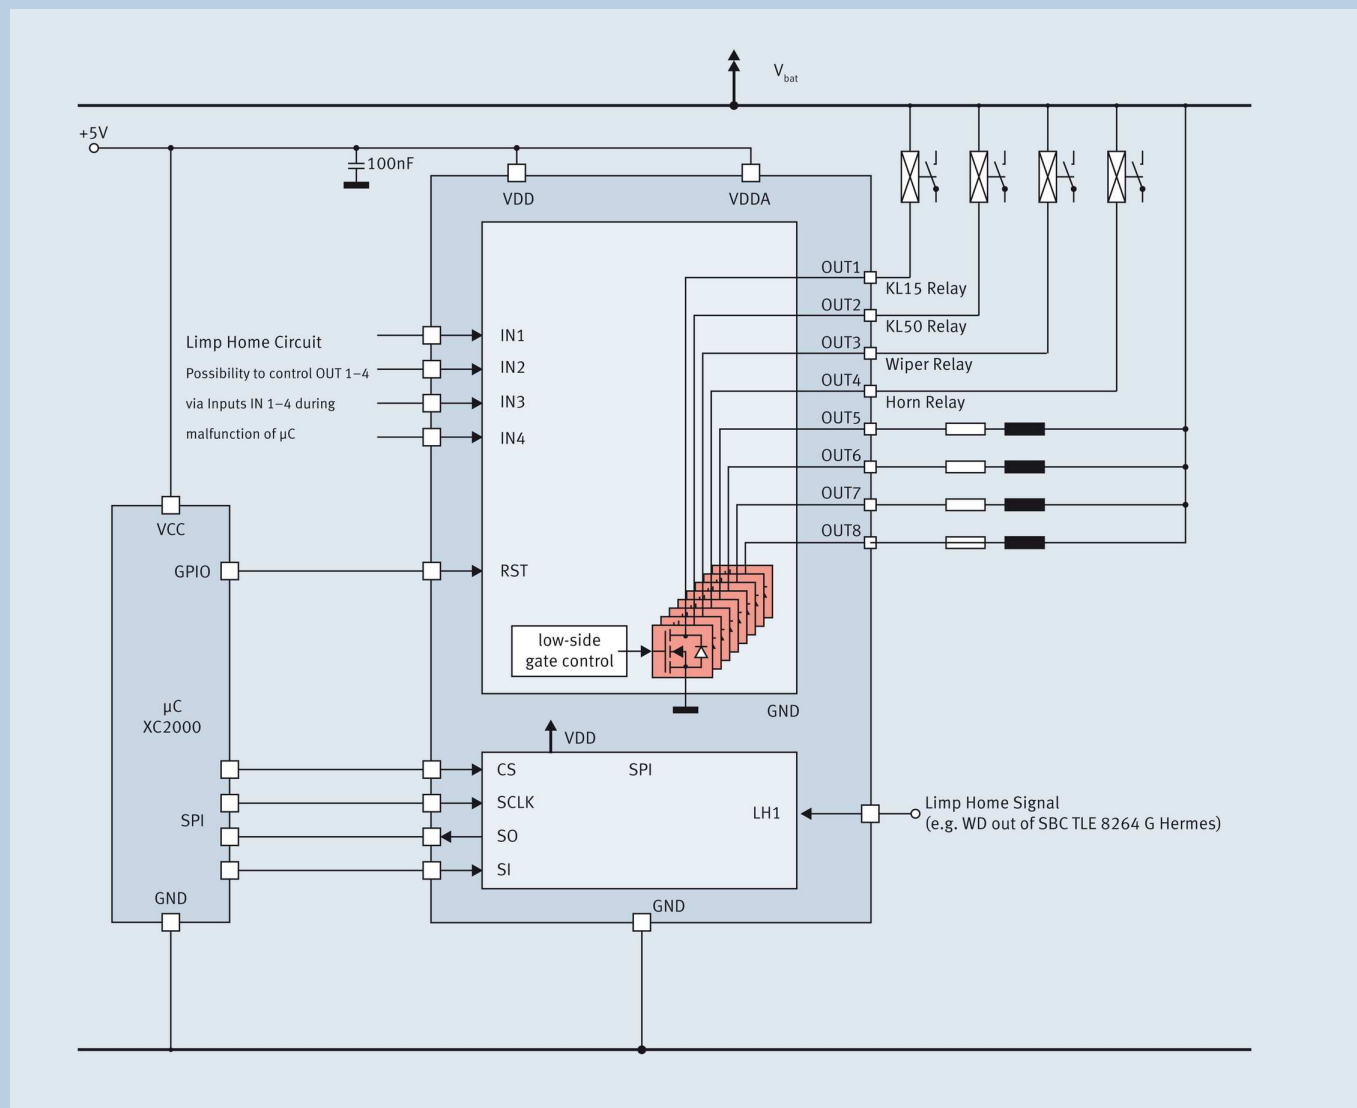 Vbat
+5V
100nF
VDD
VDDA
OUT1
KL15 Relay
OUT2
KL50 Relay
OUT3
Wiper Relay
OUT4
Horn Relay
OUT5
OUT6
OUT7
OUT8
Limp Home Circuit
Possibility to control OUT 1–4
via Inputs IN 1–4 during
malfunction of µC
IN1
IN2
IN3
IN4
VCC
GPIO
RST
low-side
gate control
GND
µC
XC2000
VDD
CS
SPI
SCLK
SO
SI
LH1
Limp Home Signal
(e.g. WD out of SBC TLE 8264 G Hermes)
SPI
GND
GND